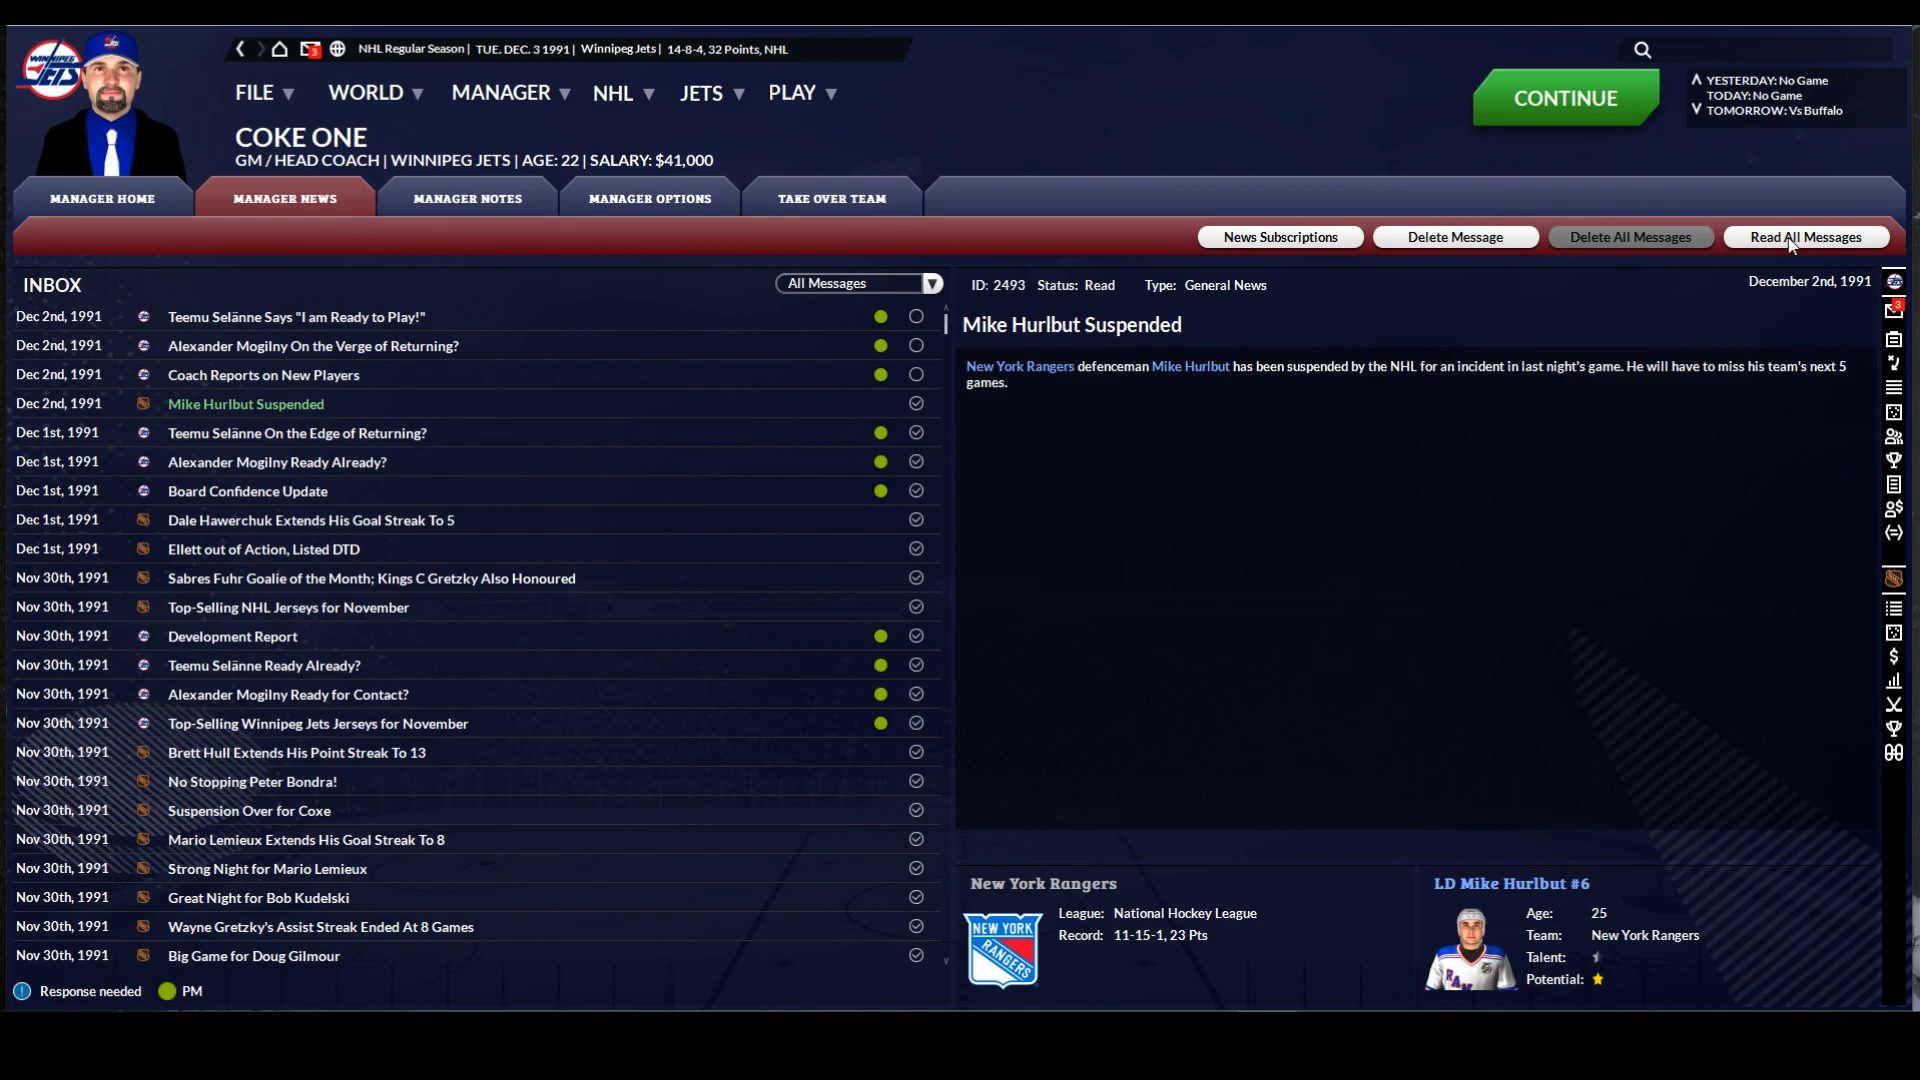 WINNIPEG JETS
3
NHL Regular Season | TUE. DEC. 3 1991 | Winnipeg Jets | 14-8-4, 32 Points, NHL
FILE WORLD MANAGER NHL JETS PLAY
CONTINUE
YESTERDAY: No Game
TODAY: No Game
TOMORROW: Vs Buffalo
COKE ONE
GM / HEAD COACH | WINNIPEG JETS | AGE: 22 | SALARY: $41,000
MANAGER HOME MANAGER NEWS MANAGER NOTES MANAGER OPTIONS TAKE OVER TEAM
News Subscriptions Delete Message Delete All Messages Read All Messages
INBOX All Messages
Dec 2nd, 1991 Teemu Selänne Says "I am Ready to Play!"
Dec 2nd, 1991 Alexander Mogilny On the Verge of Returning?
Dec 2nd, 1991 Coach Reports on New Players
Dec 2nd, 1991 Mike Hurlbut Suspended
Dec 1st, 1991 Teemu Selänne On the Edge of Returning?
Dec 1st, 1991 Alexander Mogilny Ready Already?
Dec 1st, 1991 Board Confidence Update
Dec 1st, 1991 Dale Hawerchuk Extends His Goal Streak To 5
Dec 1st, 1991 Ellett out of Action, Listed DTD
Nov 30th, 1991 Sabres Fuhr Goalie of the Month; Kings C Gretzky Also Honoured
Nov 30th, 1991 Top-Selling NHL Jerseys for November
Nov 30th, 1991 Development Report
Nov 30th, 1991 Teemu Selänne Ready Already?
Nov 30th, 1991 Alexander Mogilny Ready for Contact?
Nov 30th, 1991 Top-Selling Winnipeg Jets Jerseys for November
Nov 30th, 1991 Brett Hull Extends His Point Streak To 13
Nov 30th, 1991 No Stopping Peter Bondra!
Nov 30th, 1991 Suspension Over for Coxe
Nov 30th, 1991 Mario Lemieux Extends His Goal Streak To 8
Nov 30th, 1991 Strong Night for Mario Lemieux
Nov 30th, 1991 Great Night for Bob Kudelski
Nov 30th, 1991 Wayne Gretzky's Assist Streak Ended At 8 Games
Nov 30th, 1991 Big Game for Doug Gilmour
Response needed PM
ID: 2493 Status: Read Type: General News
December 2nd, 1991
Mike Hurlbut Suspended
New York Rangers defenceman Mike Hurlbut has been suspended by the NHL for an incident in last night's game. He will have to miss his team's next 5
games.
New York Rangers
NEW YORK
RANGERS
League: National Hockey League
Record: 11-15-1, 23 Pts
LD Mike Hurlbut #6
Age: 25
Team: New York Rangers
Talent:
Potential:
3